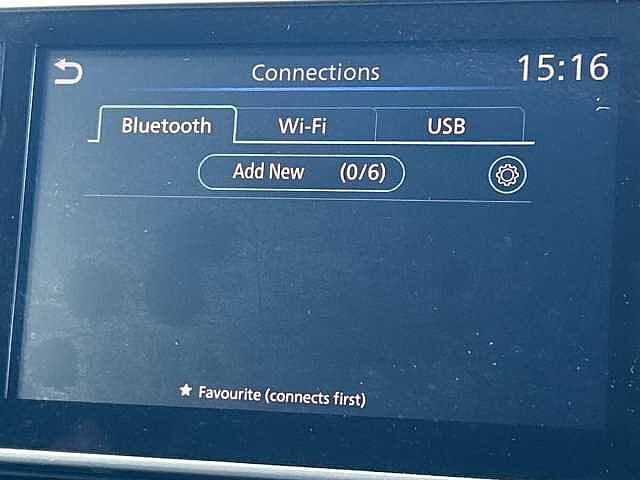 Connections 15:16
Bluetooth Wi-Fi USB
Add New (0/6)
★ Favourite (connects first)